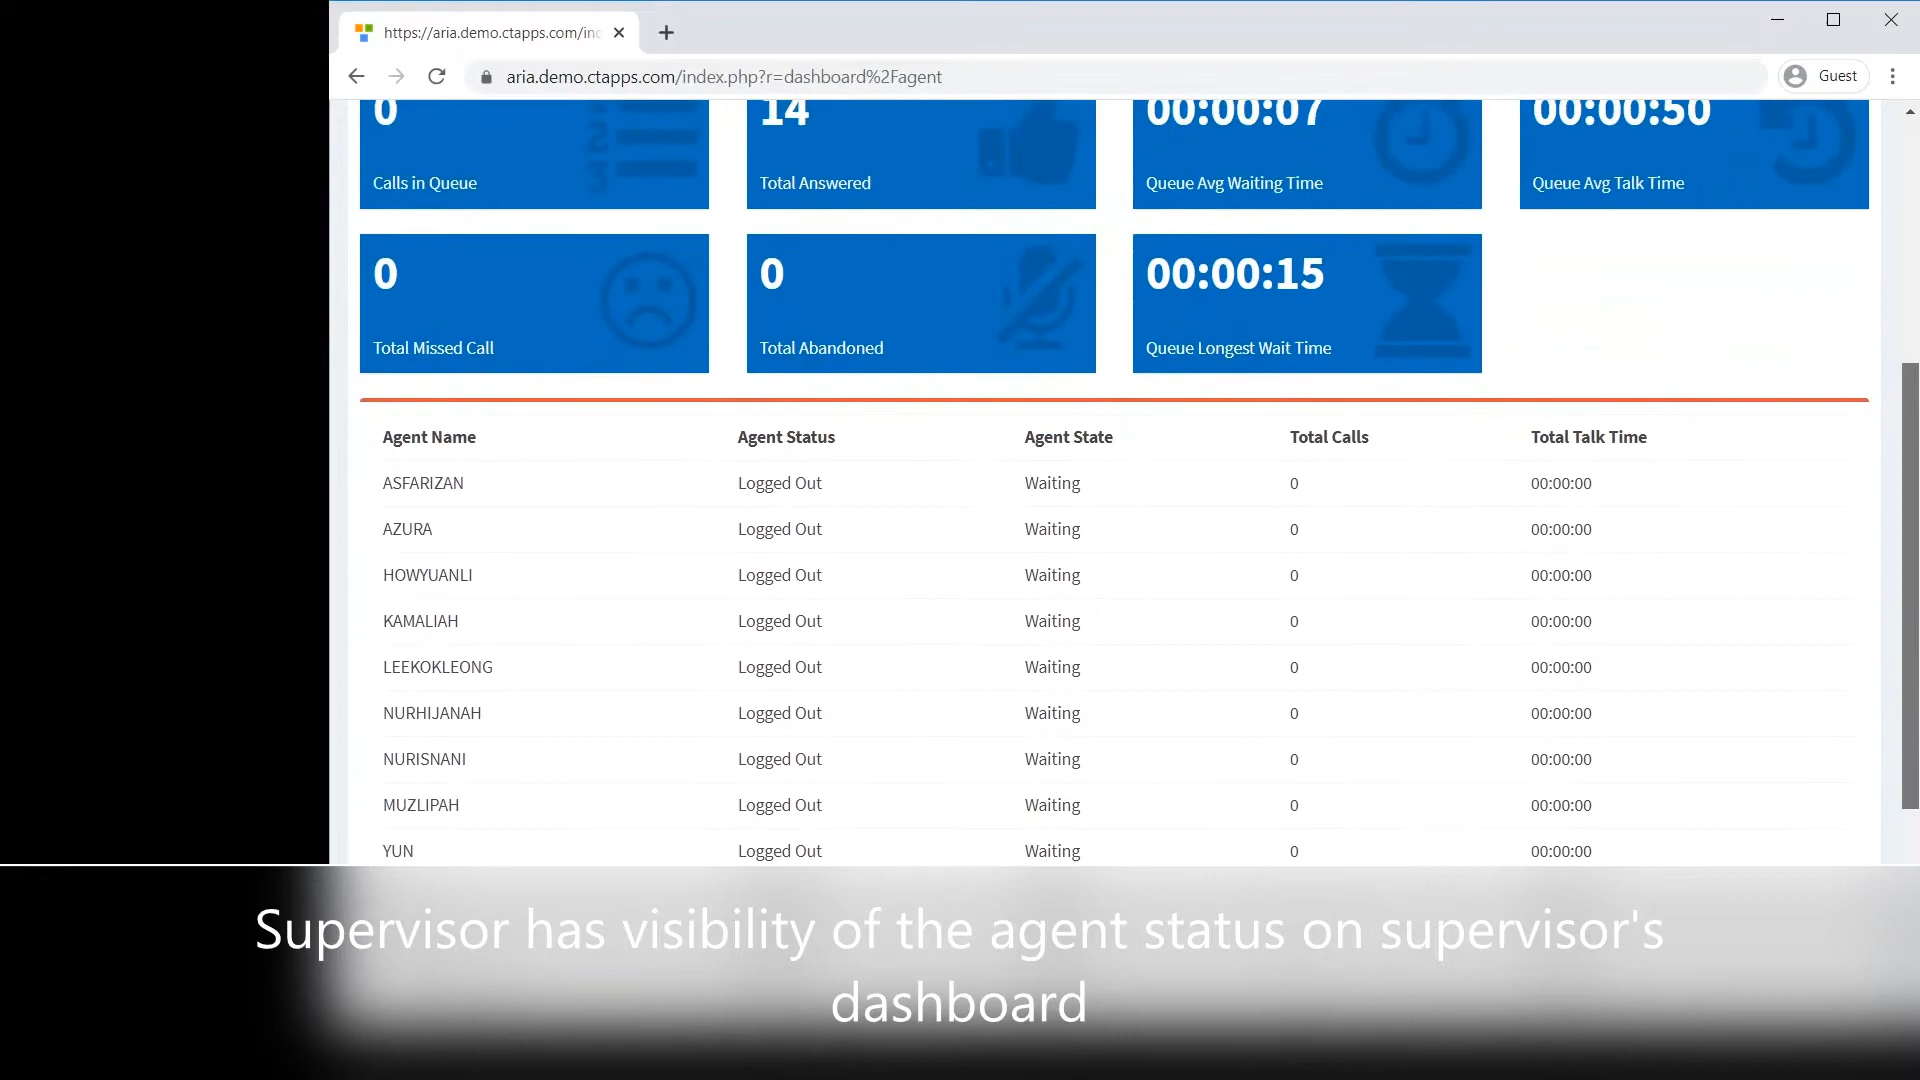 https://aria.demo.ctapps.com/in
aria.demo.ctapps.com/index.php?r=dashboard%2Fagent
Guest
0 14 00:00:07 00:00:50
Calls in Queue Total Answered Queue Avg Waiting Time Queue Avg Talk Time
0 0 00:00:15
Total Missed Call Total Abandoned Queue Longest Wait Time
Agent Name Agent Status Agent State Total Calls Total Talk Time
ASFARIZAN Logged Out Waiting 0 00:00:00
AZURA Logged Out Waiting 0 00:00:00
HOWYUANLI Logged Out Waiting 0 00:00:00
KAMALIAH Logged Out Waiting 0 00:00:00
LEEKOKLEONG Logged Out Waiting 0 00:00:00
NURHIJANAH Logged Out Waiting 0 00:00:00
NURISNANI Logged Out Waiting 0 00:00:00
MUZLIPAH Logged Out Waiting 0 00:00:00
YUN Logged Out Waiting 0 00:00:00
Supervisor has visibility of the agent status on supervisor's
dashboard